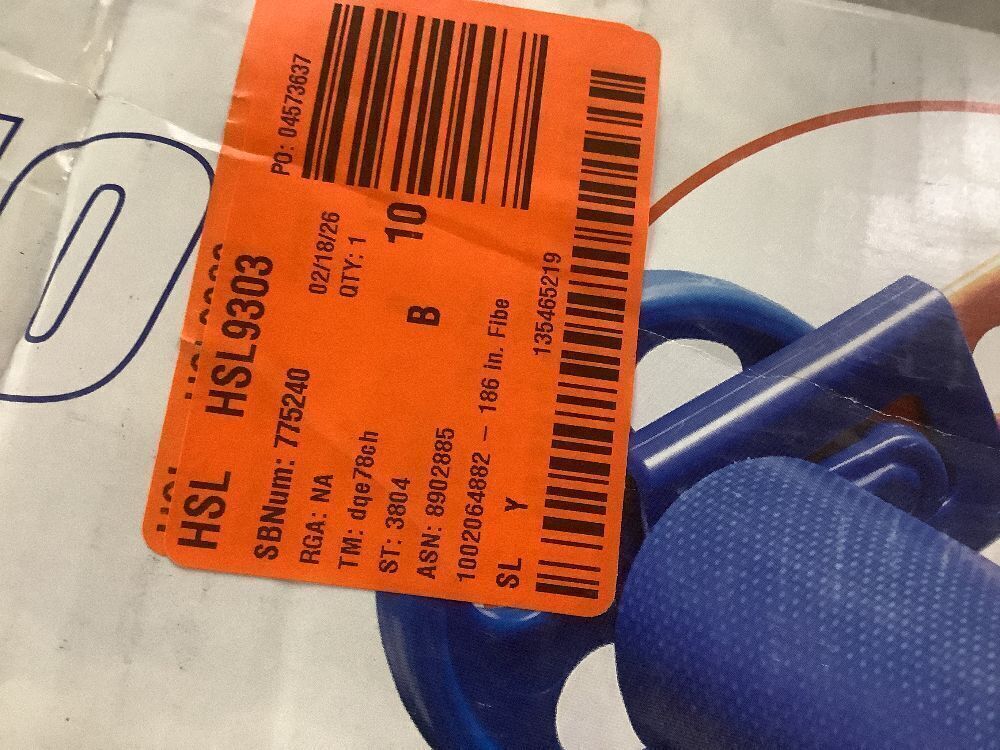 HSL HSL9303
SBNum: 775240
RGA: NA 02/18/26 PO: 04573637
TM: dqe78ch QTY: 1
ST: 3804
ASN: 8902885 B 10
1002064882 – 186 in. Fibe
SL Y
135465219
0